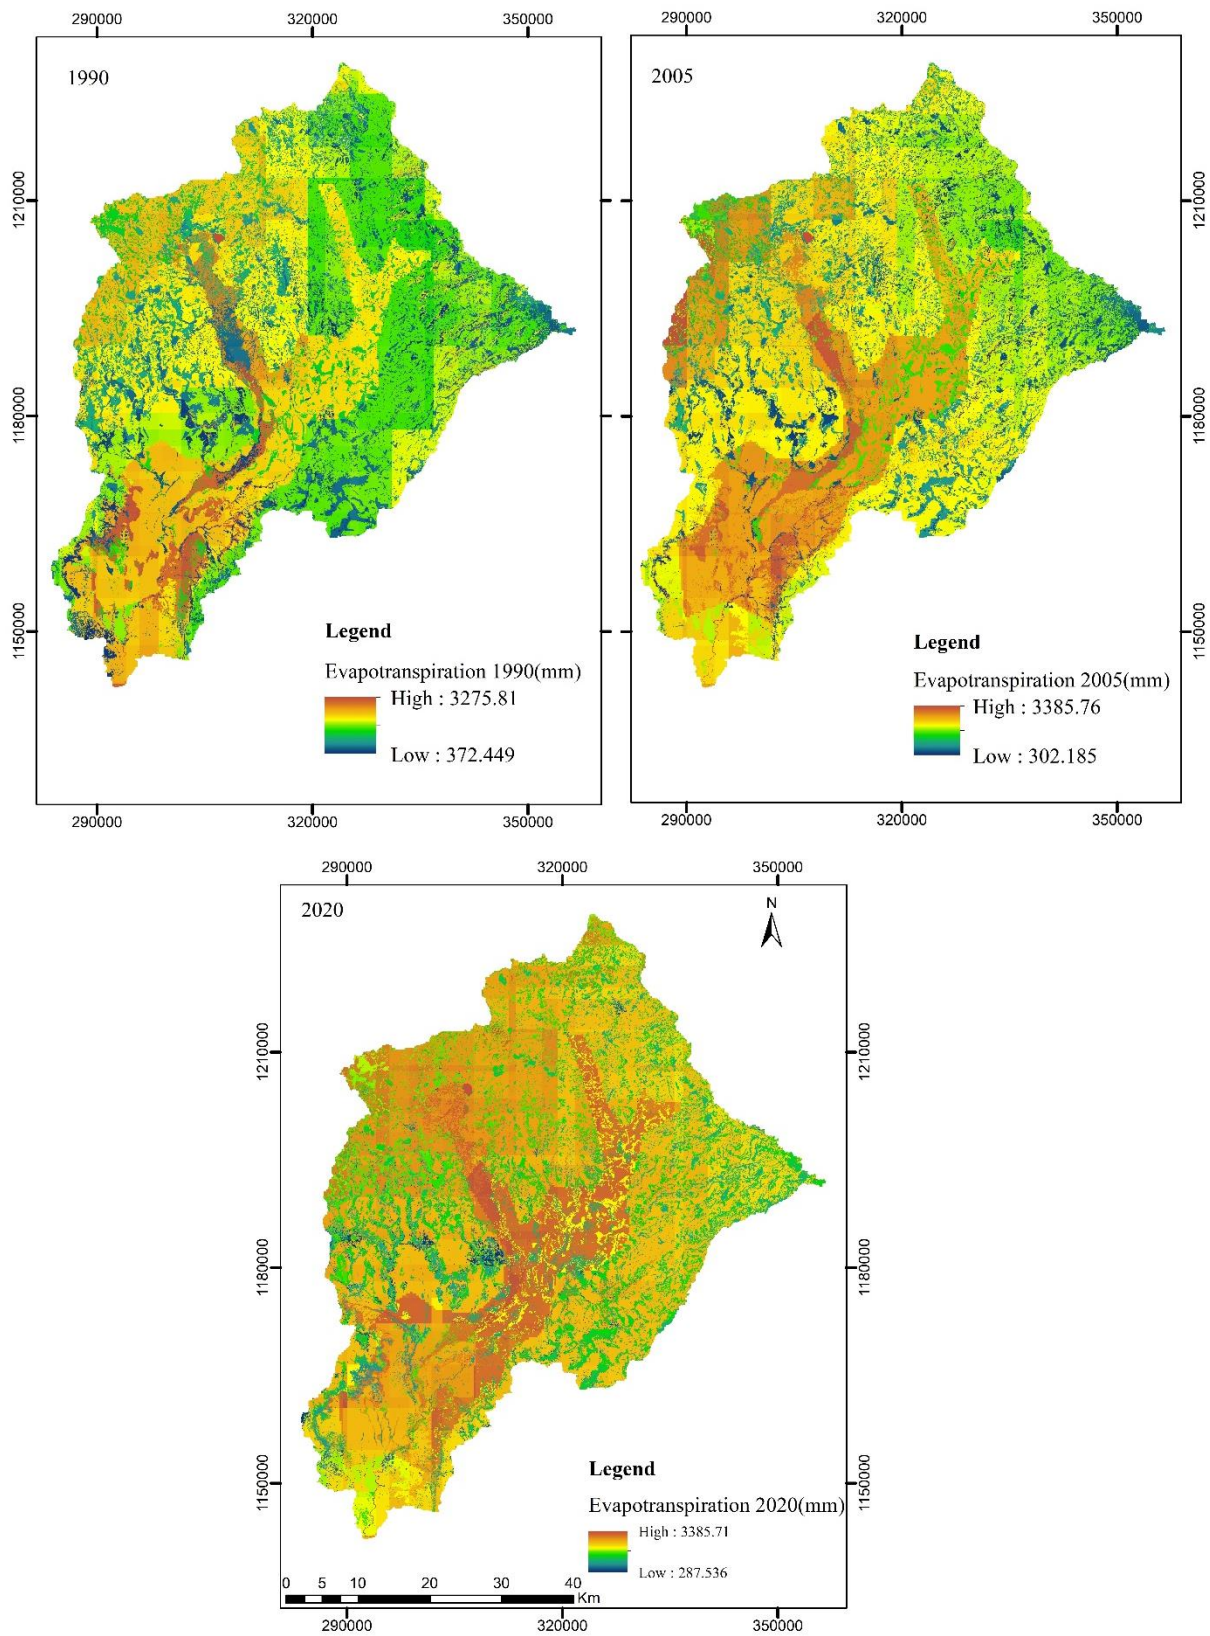 290000 320000 350000
1990
1210000
1180000
1150000
Legend
Evapotranspiration 1990(mm)
High : 3275.81
Low : 372.449
290000 320000 350000
290000 320000 350000
2005
1210000
1180000
1150000
Legend
Evapotranspiration 2005(mm)
High : 3385.76
Low : 302.185
290000 320000 350000
290000 320000 350000
2020
N
1210000 1210000
1180000 1180000
1150000 1150000
Legend
Evapotranspiration 2020(mm)
High : 3385.71
Low : 287.536
0 5 10 20 30 40
Km
290000 320000 350000